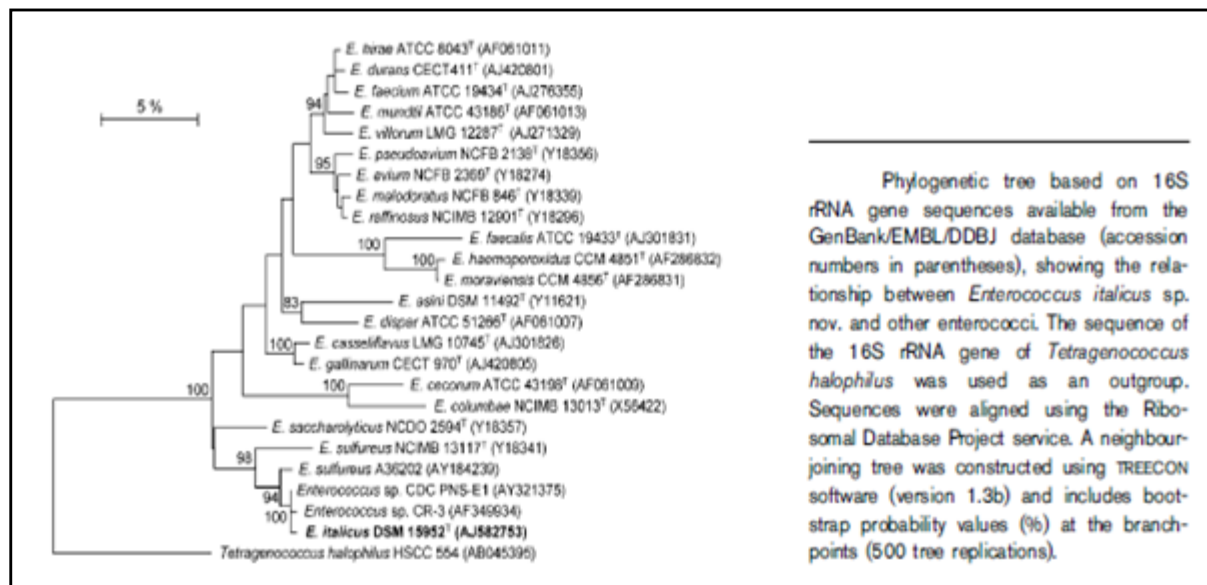 E. hirae ATCC 8043ᵀ (AF061011)
E. durans CECT411ᵀ (AJ420801)
5 %
E. faecium ATCC 19434ᵀ (AJ276355)
94
E. mundtii ATCC 43186ᵀ (AF061013)
E. villorum LMG 12287ᵀ (AJ271329)
E. pseudoavium NCFB 2138ᵀ (Y18356)
95
E. avium NCFB 2369ᵀ (Y18274)
E. malodoratus NCFB 846ᵀ (Y18339)
E. raffinosus NCIMB 12901ᵀ (Y18296)
100
E. faecalis ATCC 19433ᵀ (AJ301831)
100
E. haemoperoxidus CCM 4851ᵀ (AF286832)
E. moraviensis CCM 4856ᵀ (AF286831)
83
E. asini DSM 11492ᵀ (Y11621)
E. dispar ATCC 51266ᵀ (AF061007)
100
E. casseliflavus LMG 10745ᵀ (AJ301826)
E. gallinarum CECT 970ᵀ (AJ420805)
100
100
E. cecorum ATCC 43198ᵀ (AF061009)
E. columbae NCIMB 13013ᵀ (X56422)
E. saccharolyticus NCDO 2594ᵀ (Y18357)
98
E. sulfureus NCIMB 13117ᵀ (Y18341)
E. sulfureus A36202 (AY184239)
94
Enterococcus sp. CDC PNS-E1 (AY321375)
100
Enterococcus sp. CR-3 (AF349934)
E. italicus DSM 15952ᵀ (AJ582753)
Tetragenococcus halophilus HSCC 554 (AB045395)
Phylogenetic tree based on 16S
rRNA gene sequences available from the
GenBank/EMBL/DDBJ database (accession
numbers in parentheses), showing the rela-
tionship between Enterococcus italicus sp.
nov. and other enterococci. The sequence of
the 16S rRNA gene of Tetragenococcus
halophilus was used as an outgroup.
Sequences were aligned using the Ribo-
somal Database Project service. A neighbour-
joining tree was constructed using TREECON
software (version 1.3b) and includes boot-
strap probability values (%) at the branch-
points (500 tree replications).